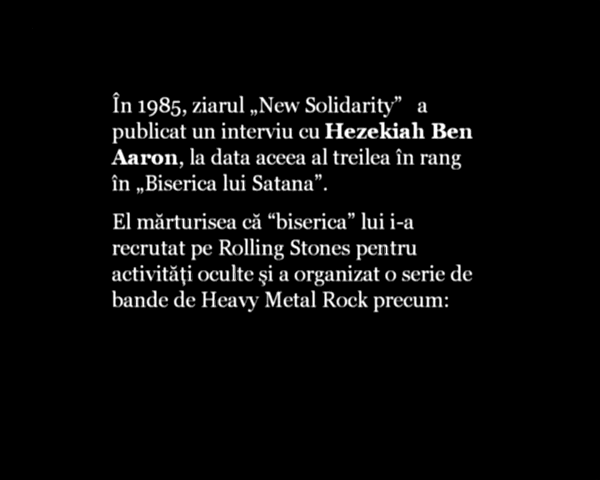 În 1985, ziarul „New Solidarity” a
publicat un interviu cu Hezekiah Ben
Aaron, la data aceea al treilea în rang
în „Biserica lui Satana”.
El mărturisea că “biserica” lui i-a
recrutat pe Rolling Stones pentru
activităţi oculte şi a organizat o serie de
bande de Heavy Metal Rock precum: